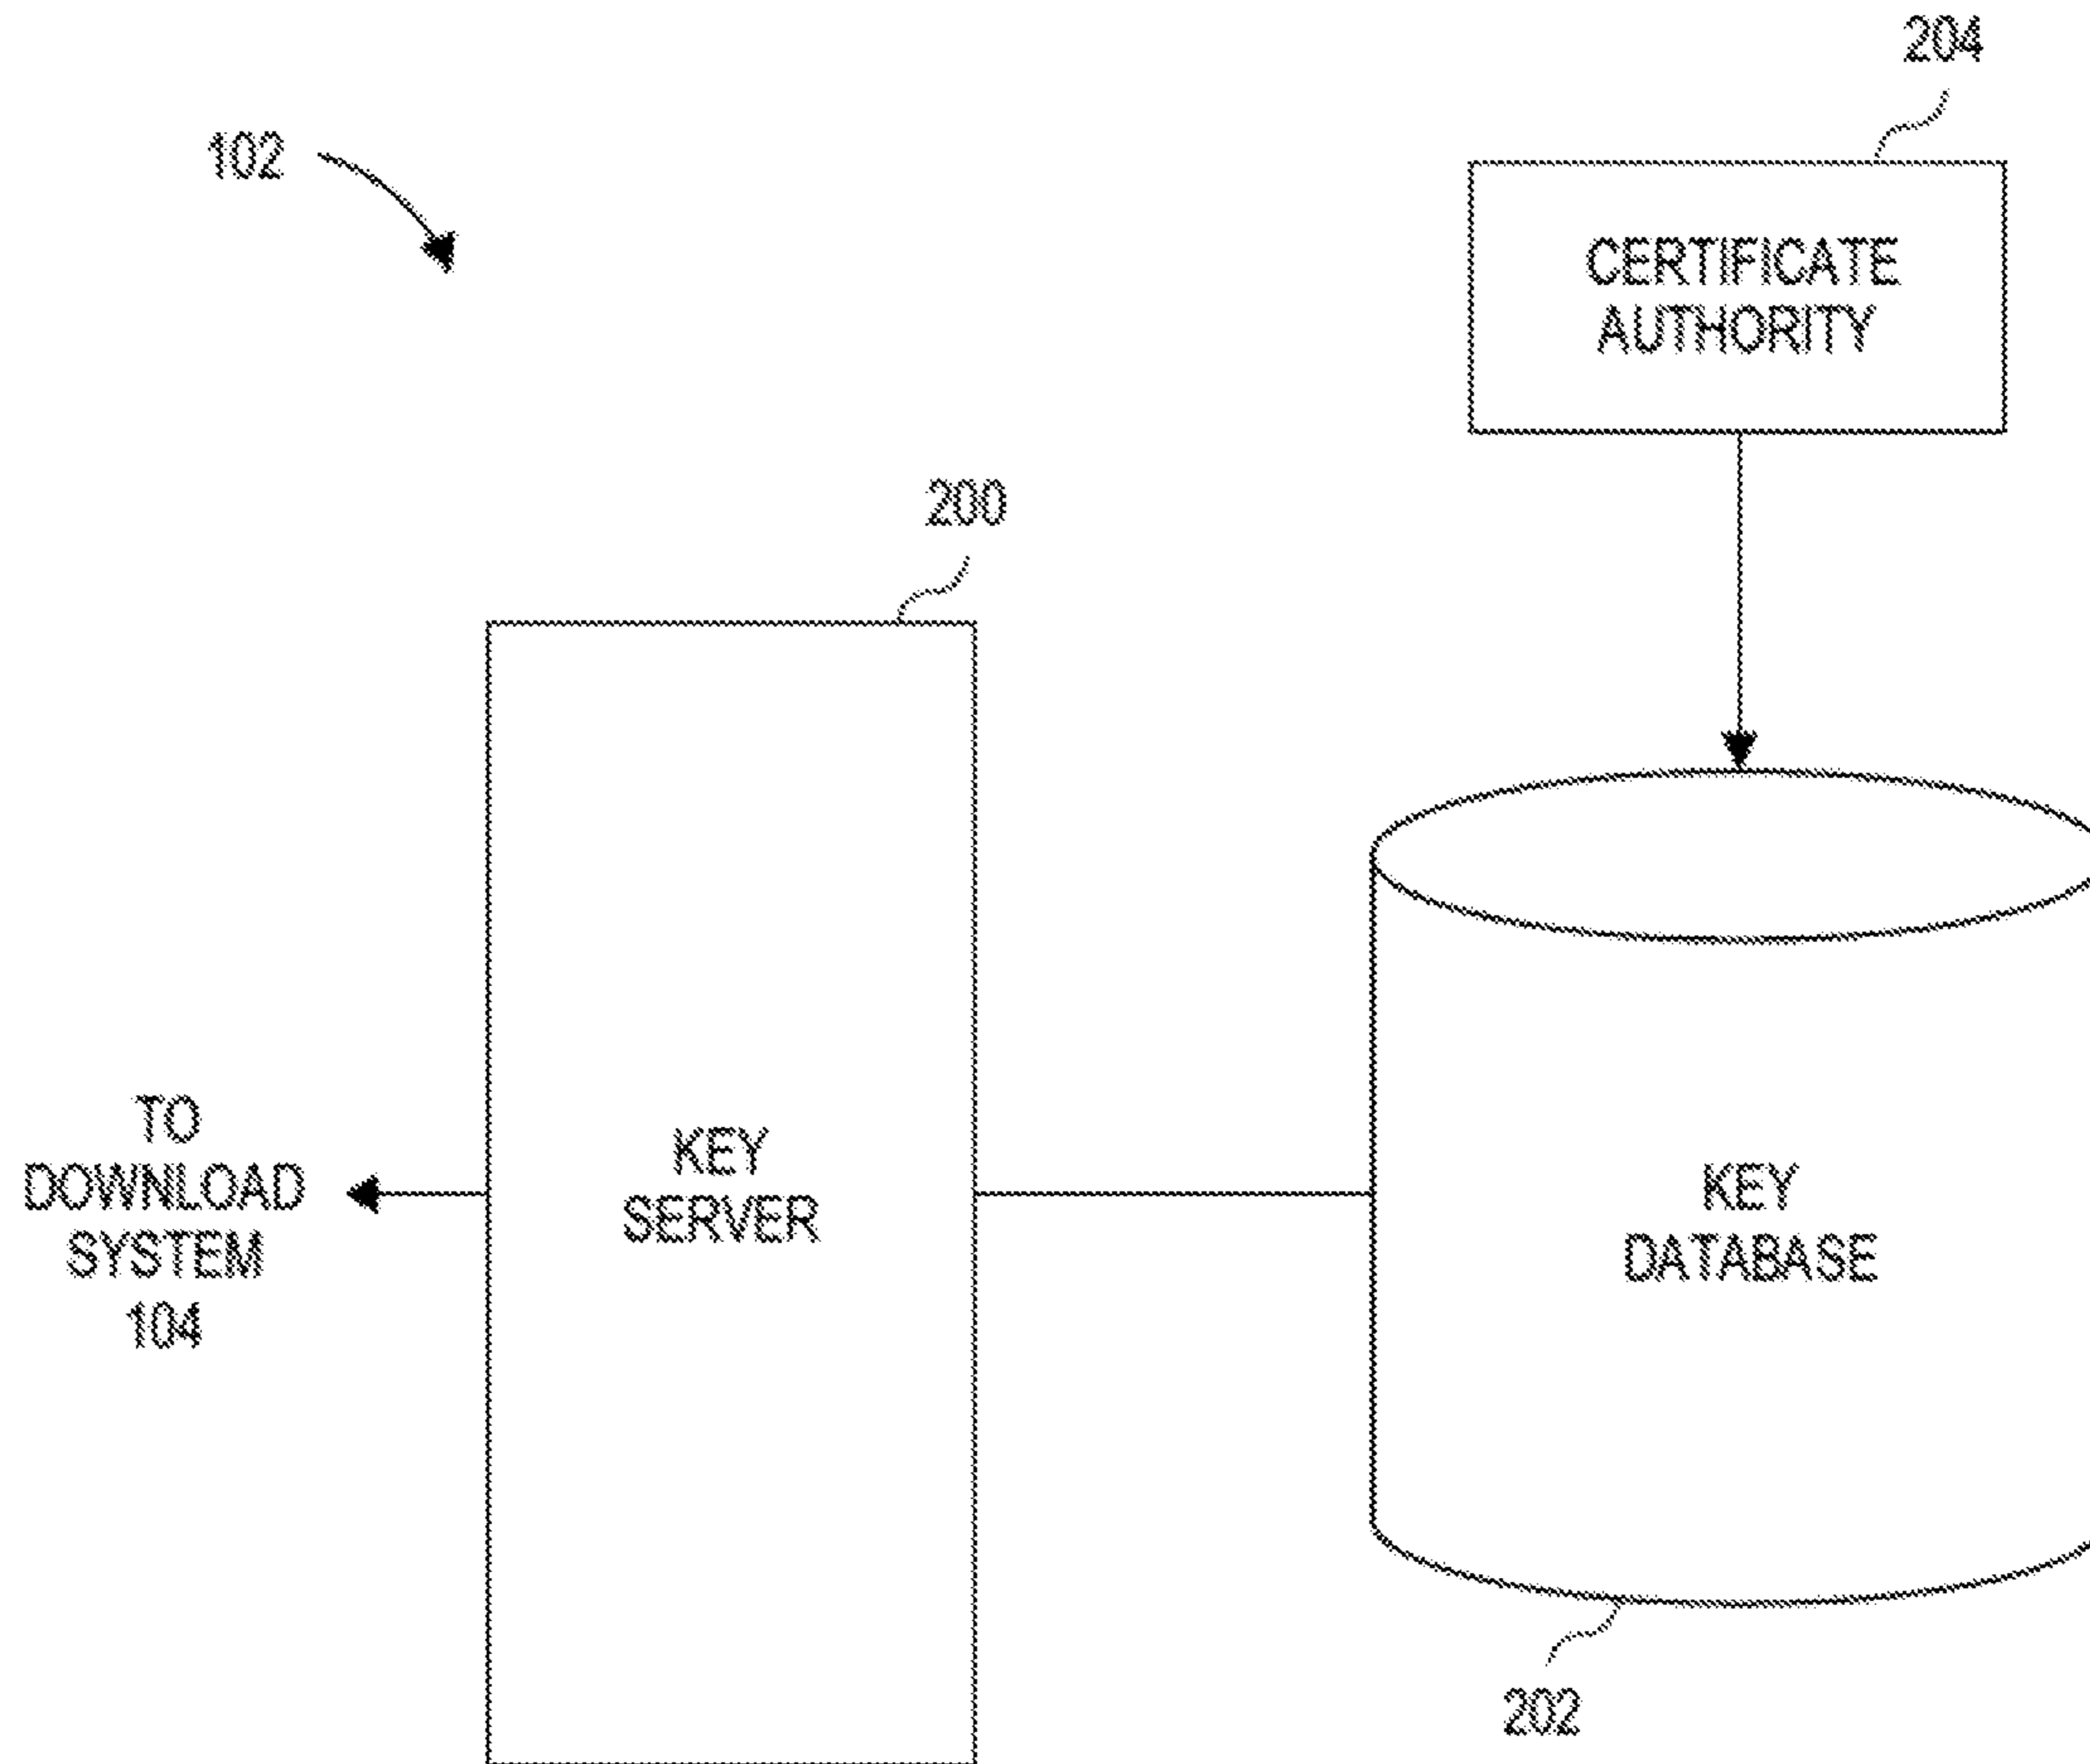 204
102
CERTIFICATE
AUTHORITY
200
TO
DOWNLOAD
SYSTEM
104
KEY
SERVER
KEY
DATABASE
202